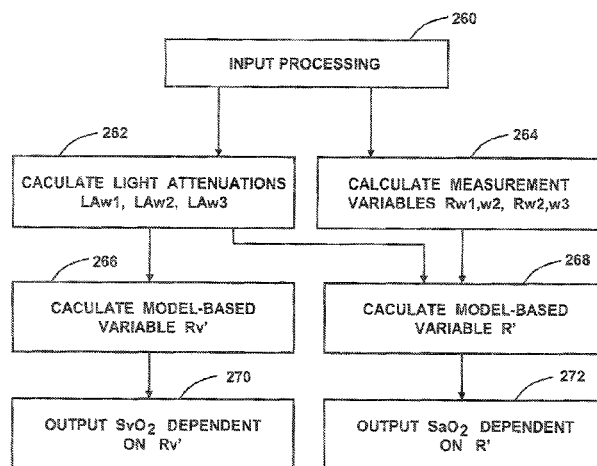 260
INPUT PROCESSING
262
264
CACULATE LIGHT ATTENUATIONS
LAw1, LAw2, LAw3
CALCULATE MEASUREMENT
VARIABLES Rw1,w2, Rw2,w3
266
268
CACULATE MODEL-BASED
VARIABLE Rv'
CACULATE MODEL-BASED
VARIABLE R'
270
272
OUTPUT SvO₂ DEPENDENT
ON Rv'
OUTPUT SaO₂ DEPENDENT
ON R'